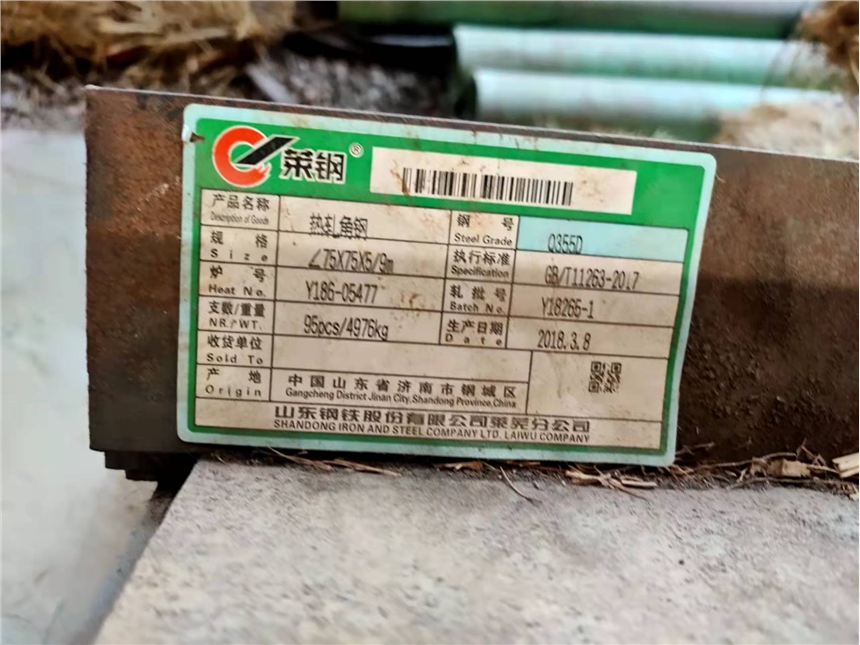 莱钢®
产品名称 热轧角钢 钢号 Q355D
Description of Goods Steel Grade
规格 ∠75X75X5/9m 执行标准 GB/T11263-2017
Size Specification
炉号 Y186-05477 轧批号 Y18265-1
Heat No. Batch No.
支数/重量 95pcs/4976kg 生产日期 2018.3.8
NR./WT. Date
收货单位
Sold To
产地 中国山东省济南市钢城区
Origin Gangcheng District Jinan City.Shandong Province,China
山东钢铁股份有限公司莱芜分公司
SHANDONG IRON AND STEEL COMPANY LTD. LAIWU COMPANY